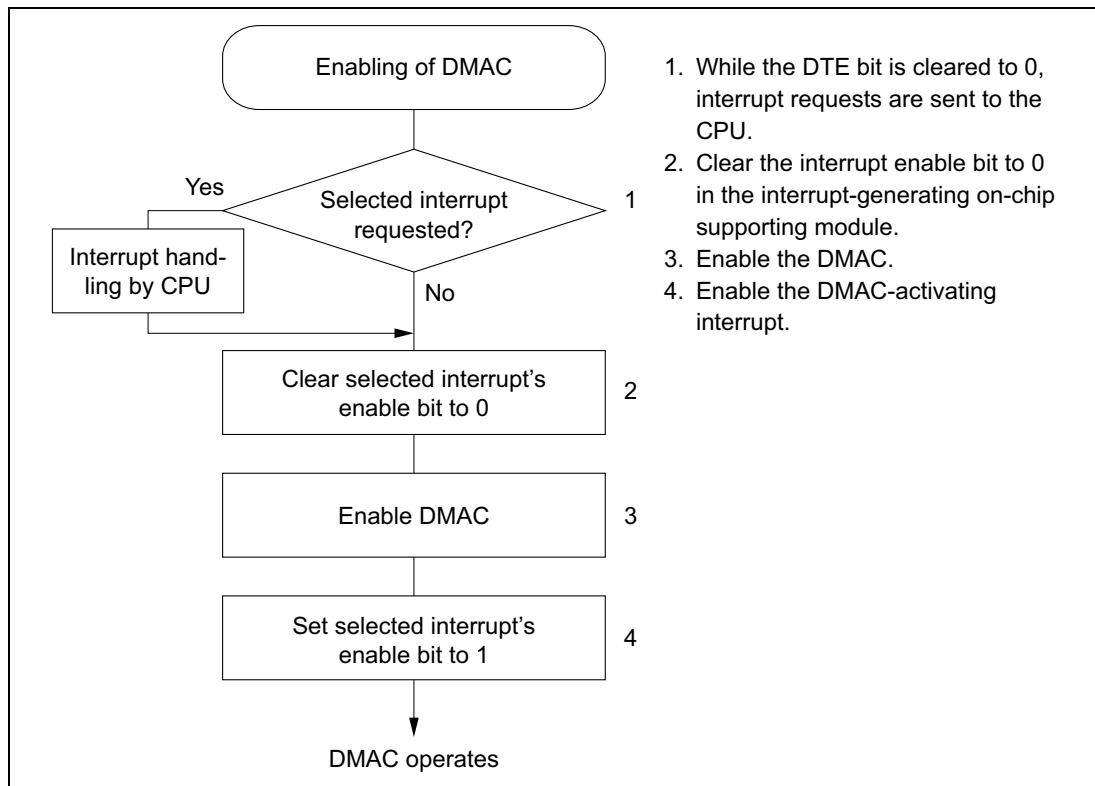 Enabling of DMAC
Yes
Selected interrupt
requested?
1
Interrupt hand-
ling by CPU
No
Clear selected interrupt’s
enable bit to 0
2
Enable DMAC
3
Set selected interrupt’s
enable bit to 1
4
DMAC operates
1. While the DTE bit is cleared to 0,
interrupt requests are sent to the
CPU.
2. Clear the interrupt enable bit to 0
in the interrupt-generating on-chip
supporting module.
3. Enable the DMAC.
4. Enable the DMAC-activating
interrupt.